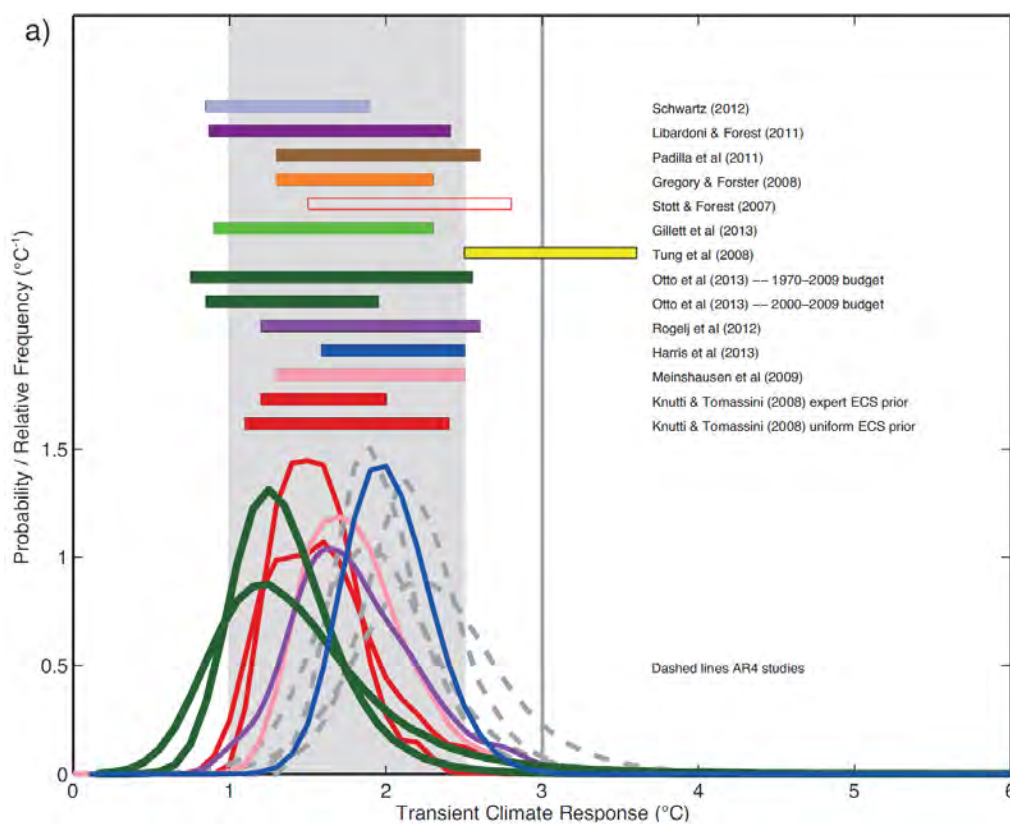 a)
Schwartz (2012)
Libardoni & Forest (2011)
Padilla et al (2011)
Gregory & Forster (2008)
Stott & Forest (2007)
Gillett et al (2013)
Tung et al (2008)
Otto et al (2013) –– 1970–2009 budget
Otto et al (2013) –– 2000–2009 budget
Rogelj et al (2012)
Harris et al (2013)
Meinshausen et al (2009)
Knutti & Tomassini (2008) expert ECS prior
Knutti & Tomassini (2008) uniform ECS prior
Probability / Relative Frequency (°C⁻¹)
1.5
1
0.5
0
Dashed lines AR4 studies
0 1 2 3 4 5 6
Transient Climate Response (°C)